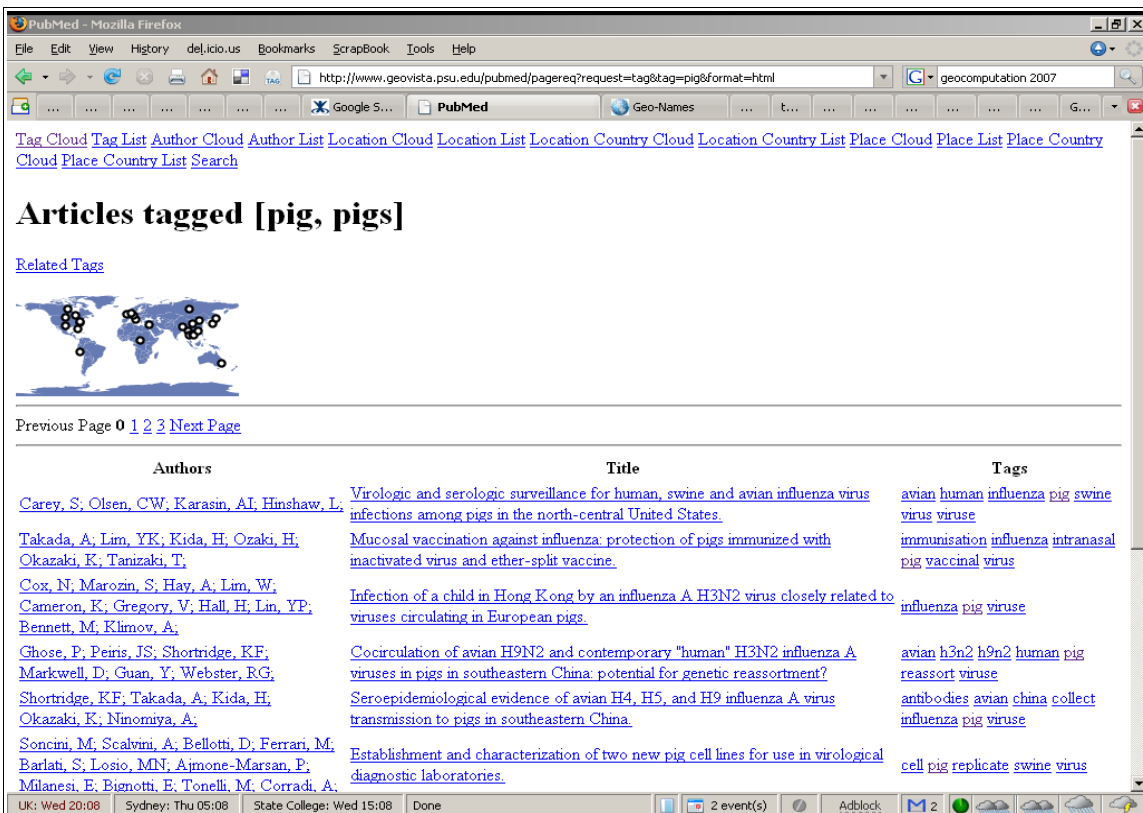 PubMed - Mozilla Firefox
File Edit View History del.icio.us Bookmarks ScrapBook Tools Help
TAG http://www.geovista.psu.edu/pubmed/pagereq?request=tag&tag=pig&format=html G geocomputation 2007
... ... ... ... ... ... Google S... PubMed Geo-Names ... t... ... ... ... ... ... G...
Tag Cloud Tag List Author Cloud Author List Location Cloud Location List Location Country Cloud Location Country List Place Cloud Place List Place Country
Cloud Place Country List Search
Articles tagged [pig, pigs]
Related Tags
Previous Page 0 1 2 3 Next Page
Authors Title Tags
Carey, S; Olsen, CW; Karasin, AI; Hinshaw, L;
Virologic and serologic surveillance for human, swine and avian influenza virus
infections among pigs in the north-central United States.
avian human influenza pig swine
virus viruse
Takada, A; Lim, YK; Kida, H; Ozaki, H;
Okazaki, K; Tanizaki, T;
Mucosal vaccination against influenza: protection of pigs immunized with
inactivated virus and ether-split vaccine.
immunisation influenza intranasal
pig vaccinal virus
Cox, N; Marozin, S; Hay, A; Lim, W;
Cameron, K; Gregory, V; Hall, H; Lin, YP;
Bennett, M; Klimov, A;
Infection of a child in Hong Kong by an influenza A H3N2 virus closely related to
viruses circulating in European pigs.
influenza pig viruse
Ghose, P; Peiris, JS; Shortridge, KF;
Markwell, D; Guan, Y; Webster, RG;
Cocirculation of avian H9N2 and contemporary "human" H3N2 influenza A
viruses in pigs in southeastern China: potential for genetic reassortment?
avian h3n2 h9n2 human pig
reassort viruse
Shortridge, KF; Takada, A; Kida, H;
Okazaki, K; Ninomiya, A;
Seroepidemiological evidence of avian H4, H5, and H9 influenza A virus
transmission to pigs in southeastern China.
antibodies avian china collect
influenza pig viruse
Soncini, M; Scalvini, A; Bellotti, D; Ferrari, M;
Barlati, S; Losio, MN; Ajmone-Marsan, P;
Milanesi, E; Bignotti, E; Tonelli, M; Corradi, A;
Establishment and characterization of two new pig cell lines for use in virological
diagnostic laboratories.
cell pig replicate swine virus
UK: Wed 20:08 Sydney: Thu 05:08 State College: Wed 15:08 Done 2 event(s) Adblock M 2